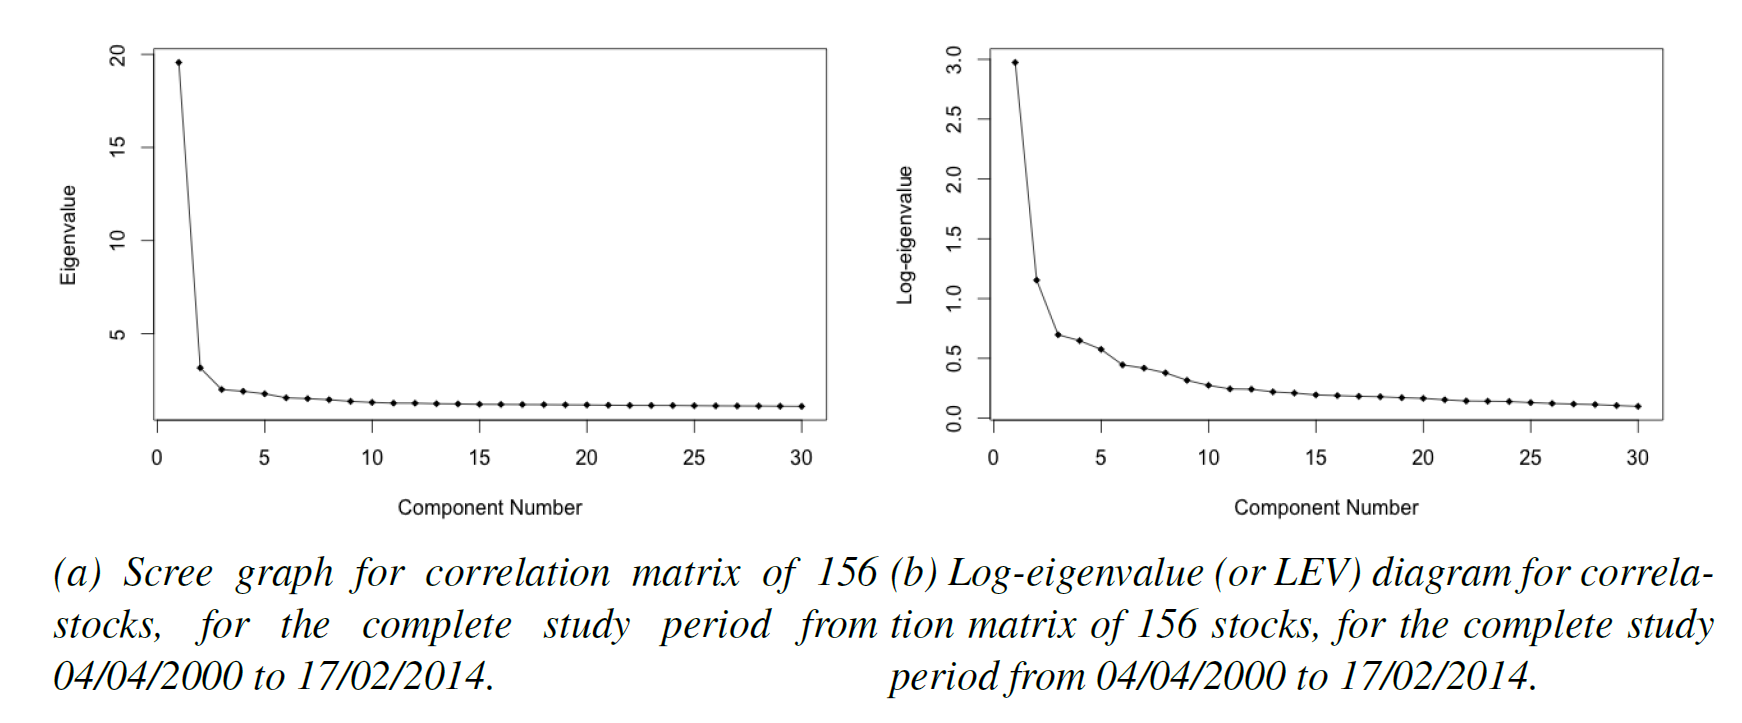 20
15
10
5
Eigenvalue
0 5 10 15 20 25 30
Component Number
3.0
2.5
2.0
1.5
1.0
0.5
0.0
Log-eigenvalue
0 5 10 15 20 25 30
Component Number
(a) Scree graph for correlation matrix of 156
stocks, for the complete study period from
04/04/2000 to 17/02/2014.
(b) Log-eigenvalue (or LEV) diagram for correla-
tion matrix of 156 stocks, for the complete study
period from 04/04/2000 to 17/02/2014.